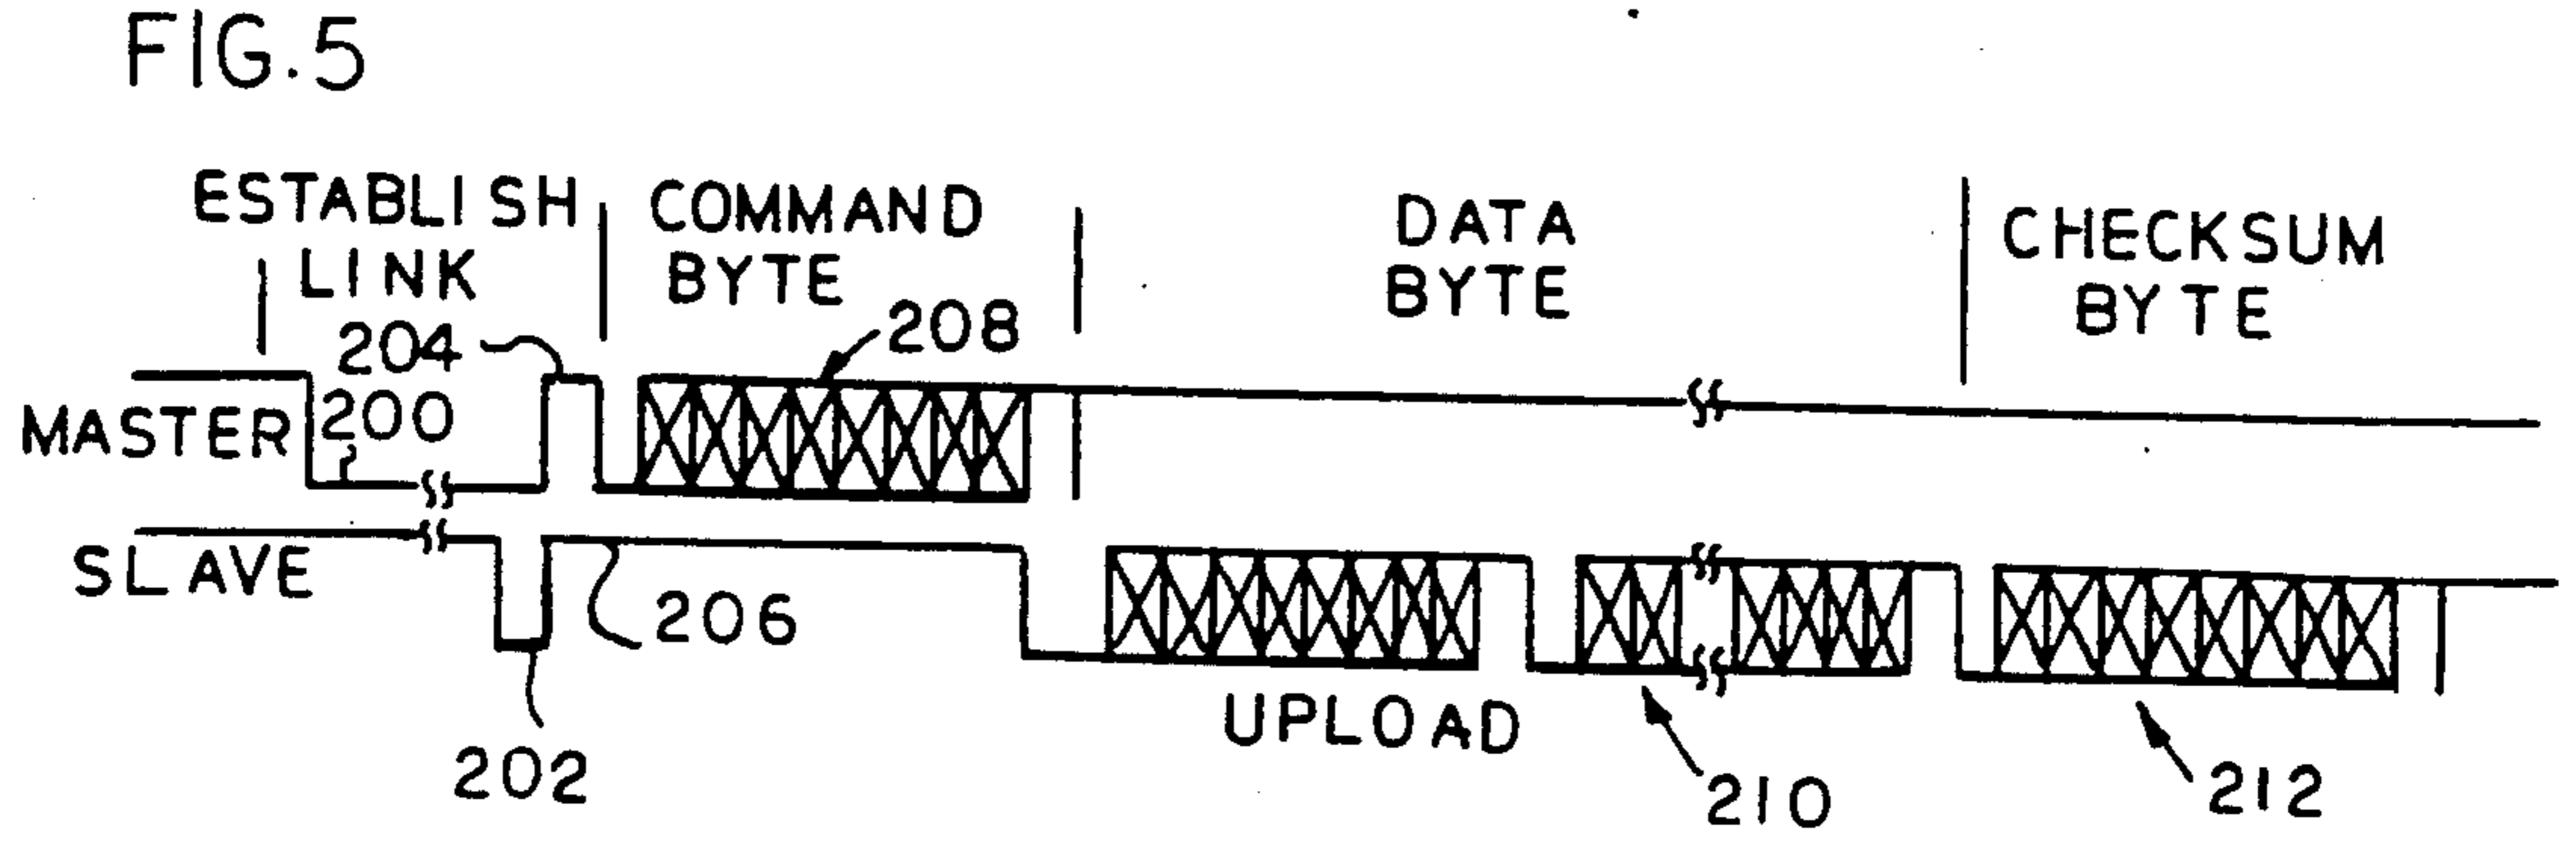 FIG. 5
ESTABLISH
LINK
COMMAND
BYTE
DATA
BYTE
CHECKSUM
BYTE
204
208
200
MASTER
SLAVE
206
202
UPLOAD
210
212